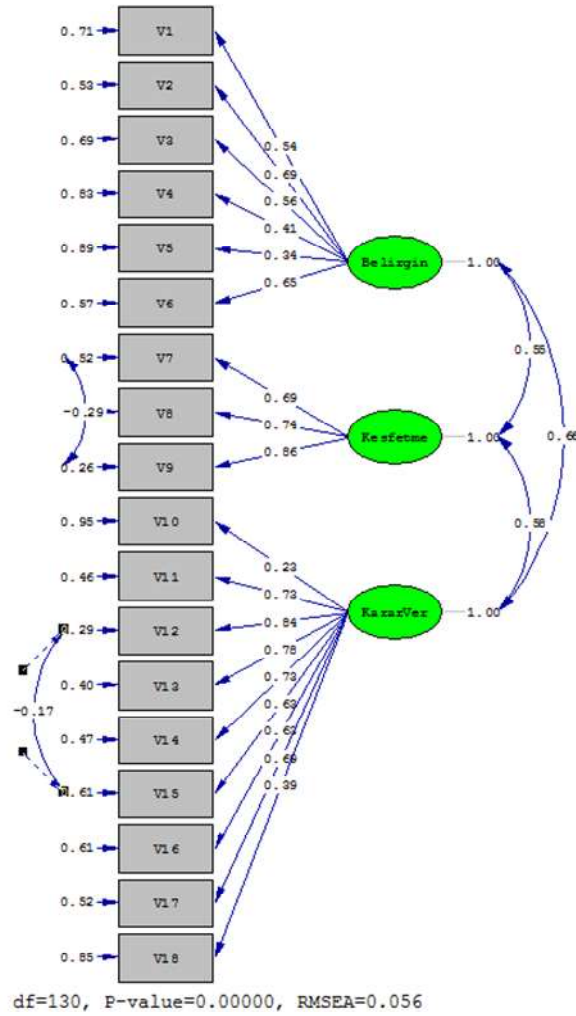 0.71 V1
0.53 V2
0.69 V3
0.83 V4
0.89 V5
0.57 V6
0.52 V7
-0.29 V8
0.26 V9
0.95 V10
0.46 V11
0.29 V12
0.40 V13
-0.17
0.47 V14
0.61 V15
0.61 V16
0.52 V17
0.85 V18
0.54
0.69
0.56
0.41
0.34
0.65
Belirgin 1.00
0.69
0.74
0.86
Kesfetme 1.00
0.23
0.73
0.84
0.78
0.73
0.63
0.69
0.39
KararVer 1.00
0.55
0.66
0.58
df=130, P-value=0.00000, RMSEA=0.056